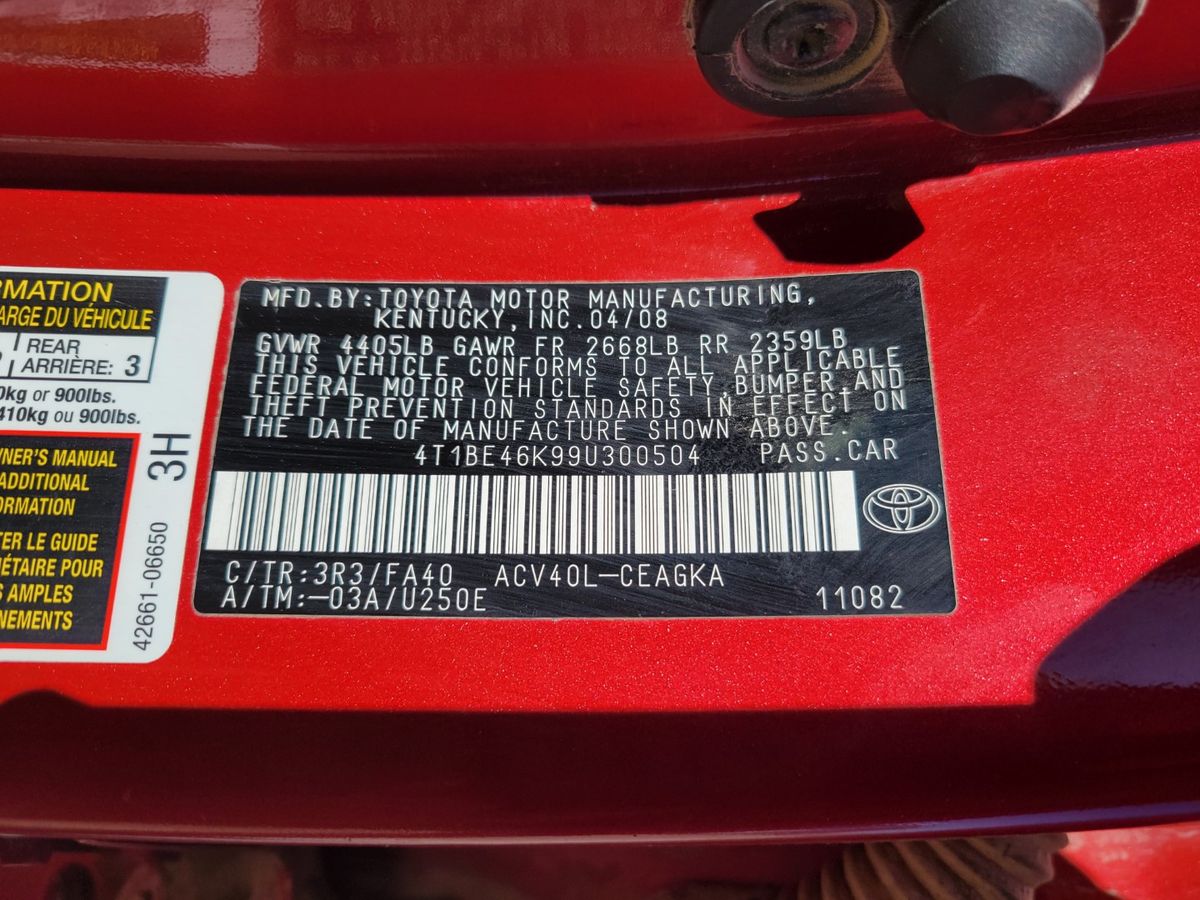 RMATION
ARGE DU VÉHICULE
REAR
ARRIÈRE: 3
0kg or 900lbs.
410kg ou 900lbs.
NER'S MANUAL
ADDITIONAL
ORMATION
TER LE GUIDE
IÉTAIRE POUR
S AMPLES
NEMENTS
3H
42661-06650
MFD.BY:TOYOTA MOTOR MANUFACTURING,
KENTUCKY,INC.04/08
GVWR 4405LB GAWR FR 2668LB RR 2359LB
THIS VEHICLE CONFORMS TO ALL APPLICABLE
FEDERAL MOTOR VEHICLE SAFETY,BUMPER,AND
THEFT PREVENTION STANDARDS IN EFFECT ON
THE DATE OF MANUFACTURE SHOWN ABOVE.
4T1BE46K99U300504 PASS.CAR
C/TR:3R3/FA40 ACV40L-CEAGKA
A/TM:-03A/U250E 11082